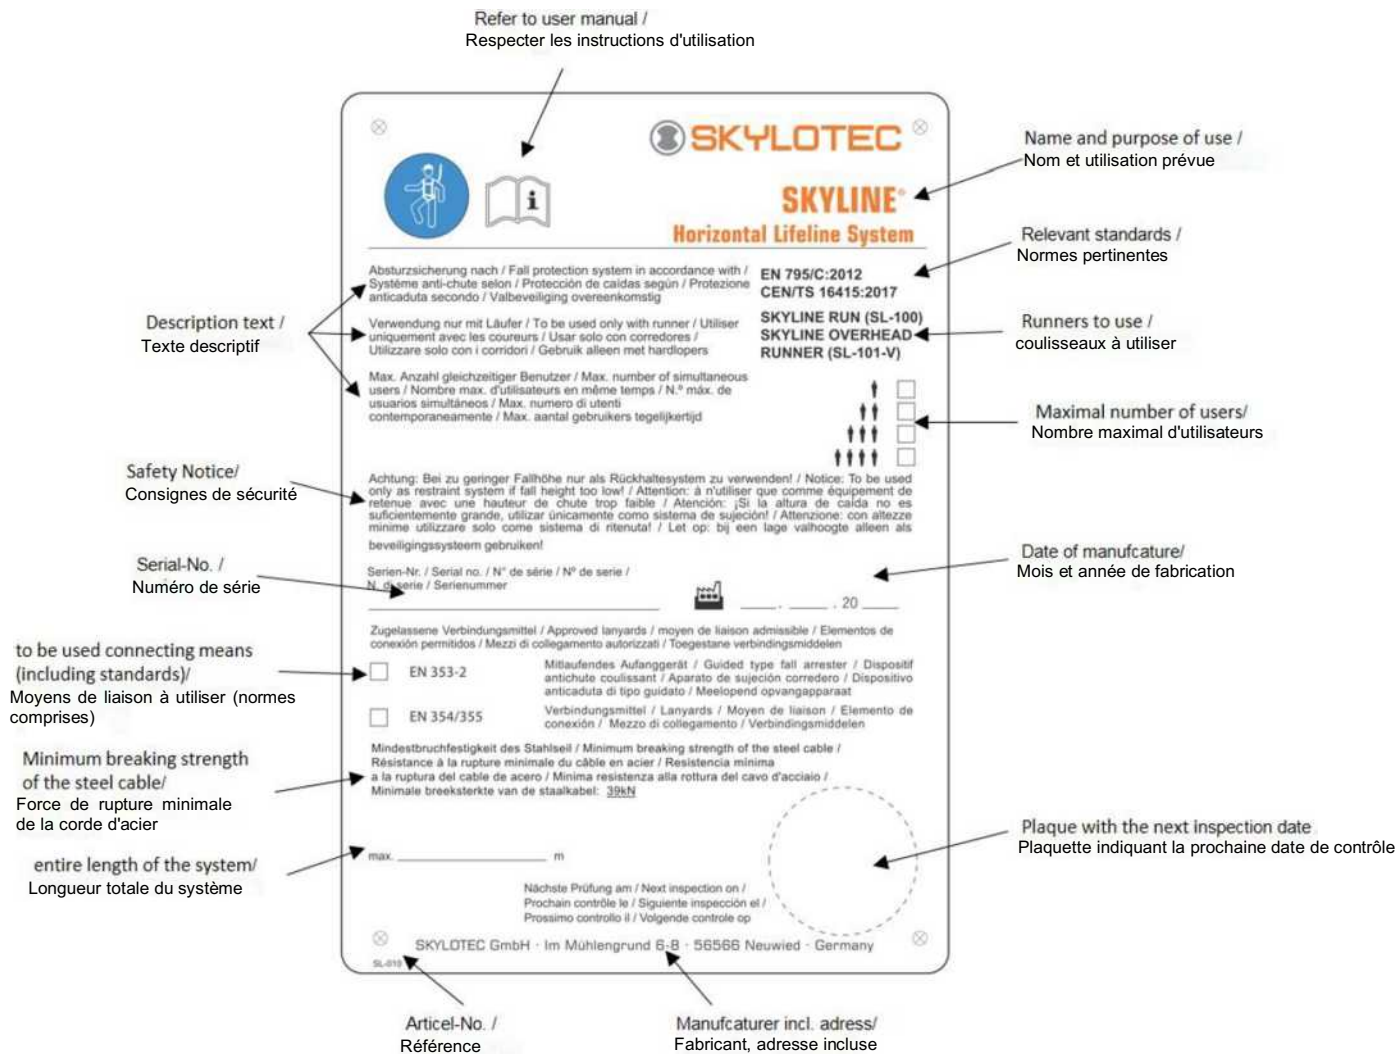 Refer to user manual /
Respecter les instructions d'utilisation
SKYLOTEC
Name and purpose of use /
Nom et utilisation prévue
i
SKYLINE®
Horizontal Lifeline System
Relevant standards /
Normes pertinentes
Absturzsicherung nach / Fall protection system in accordance with /
Système anti-chute selon / Protección de caídas según / Protezione
anticaduta secondo / Valbeveiliging overeenkomstig
EN 795/C:2012
CEN/TS 16415:2017
Description text /
Texte descriptif
Verwendung nur mit Läufer / To be used only with runner / Utiliser
uniquement avec les coureurs / Usar solo con corredores /
Utilizzare solo con i corridori / Gebruik alleen met hardlopers
SKYLINE RUN (SL-100)
SKYLINE OVERHEAD
RUNNER (SL-101-V)
Runners to use /
coulisseaux à utiliser
Max. Anzahl gleichzeitiger Benutzer / Max. number of simultaneous
users / Nombre max. d'utilisateurs en même temps / N.º máx. de
usuarios simultáneos / Max. numero di utenti
contemporaneamente / Max. aantal gebruikers tegelijkertijd
Maximal number of users/
Nombre maximal d'utilisateurs
Safety Notice/
Consignes de sécurité
Achtung: Bei zu geringer Fallhöhe nur als Rückhaltesystem zu verwenden! / Notice: To be used
only as restraint system if fall height too low! / Attention: à n'utiliser que comme équipement de
retenue avec une hauteur de chute trop faible / Atención: ¡Si la altura de caída no es
suficientemente grande, utilizar únicamente como sistema de sujeción! / Attenzione: con altezze
minime utilizzare solo come sistema di ritenuta! / Let op: bij een lage valhoogte alleen als
beveiligingssysteem gebruiken!
Serial-No. /
Numéro de série
Serien-Nr. / Serial no. / N° de série / Nº de serie /
N. di serie / Serienummer
. . 20
Date of manufcature/
Mois et année de fabrication
Zugelassene Verbindungsmittel / Approved lanyards / moyen de liaison admissible / Elementos de
conexión permitidos / Mezzi di collegamento autorizzati / Toegestane verbindingsmiddelen
to be used connecting means
(including standards)/
Moyens de liaison à utiliser (normes
comprises)
EN 353-2
Mitlaufendes Aufanggerät / Guided type fall arrester / Dispositif
antichute coulissant / Aparato de sujeción corredero / Dispositivo
anticaduta di tipo guidato / Meelopend opvangapparaat
EN 354/355
Verbindungsmittel / Lanyards / Moyen de liaison / Elemento de
conexión / Mezzo di collegamento / Verbindingsmiddelen
Minimum breaking strength
of the steel cable/
Force de rupture minimale
de la corde d'acier
Mindestbruchfestigkeit des Stahlseil / Minimum breaking strength of the steel cable /
Résistance à la rupture minimale du câble en acier / Resistencia mínima
a la ruptura del cable de acero / Minima resistenza alla rottura del cavo d'acciaio /
Minimale breeksterkte van de staalkabel: 39kN
Plaque with the next inspection date
Plaquette indiquant la prochaine date de contrôle
entire length of the system/
Longueur totale du système
max. m
Nächste Prüfung am / Next inspection on /
Prochain contrôle le / Siguiente inspección el /
Prossimo controllo il / Volgende controle op
SKYLOTEC GmbH · Im Mühlengrund 6-8 · 56566 Neuwied · Germany
SL-010
Articel-No. /
Référence
Manufcaturer incl. adress/
Fabricant, adresse incluse